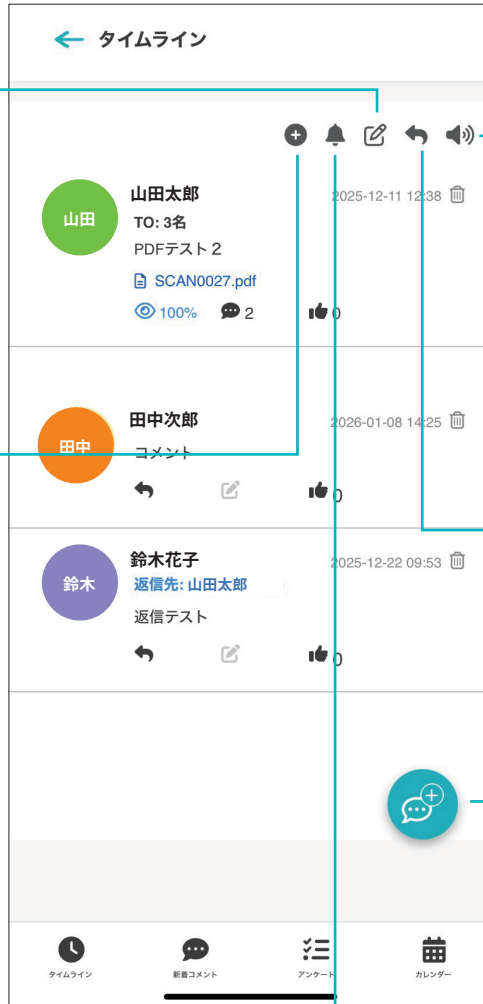 タイムライン
山田
山田太郎
2025-12-11 12:38
TO: 3名
PDFテスト 2
SCAN0027.pdf
100% 2 0
田中
田中次郎
2026-01-08 14:25
コメント
0
鈴木
鈴木花子
2025-12-22 09:53
返信先: 山田太郎
返信テスト
0
タイムライン
新着コメント
アンケート
カレンダー